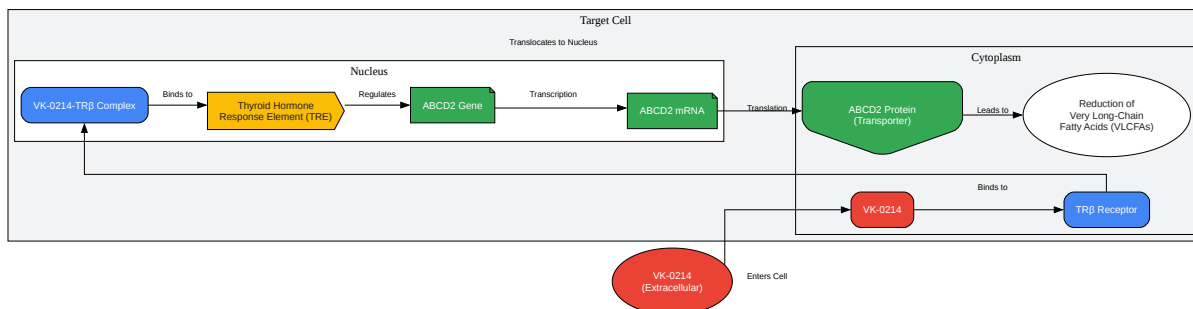 Target Cell
Translocates to Nucleus
Nucleus
Cytoplasm
VK-0214-TRβ Complex
Binds to
Thyroid Hormone
Response Element (TRE)
Regulates
ABCD2 Gene
Transcription
ABCD2 mRNA
Translation
ABCD2 Protein
(Transporter)
Leads to
Reduction of
Very Long-Chain
Fatty Acids (VLCFAs)
VK-0214
Binds to
TRβ Receptor
VK-0214
(Extracellular)
Enters Cell